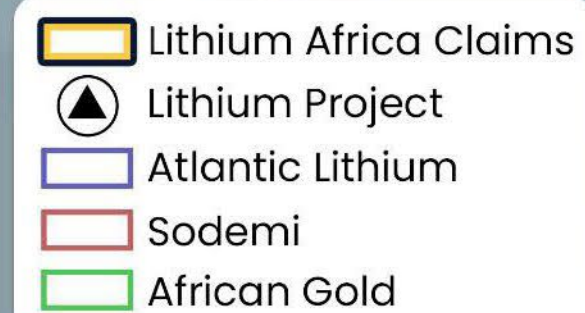 Lithium Africa Claims
Lithium Project
Atlantic Lithium
Sodemi
African Gold